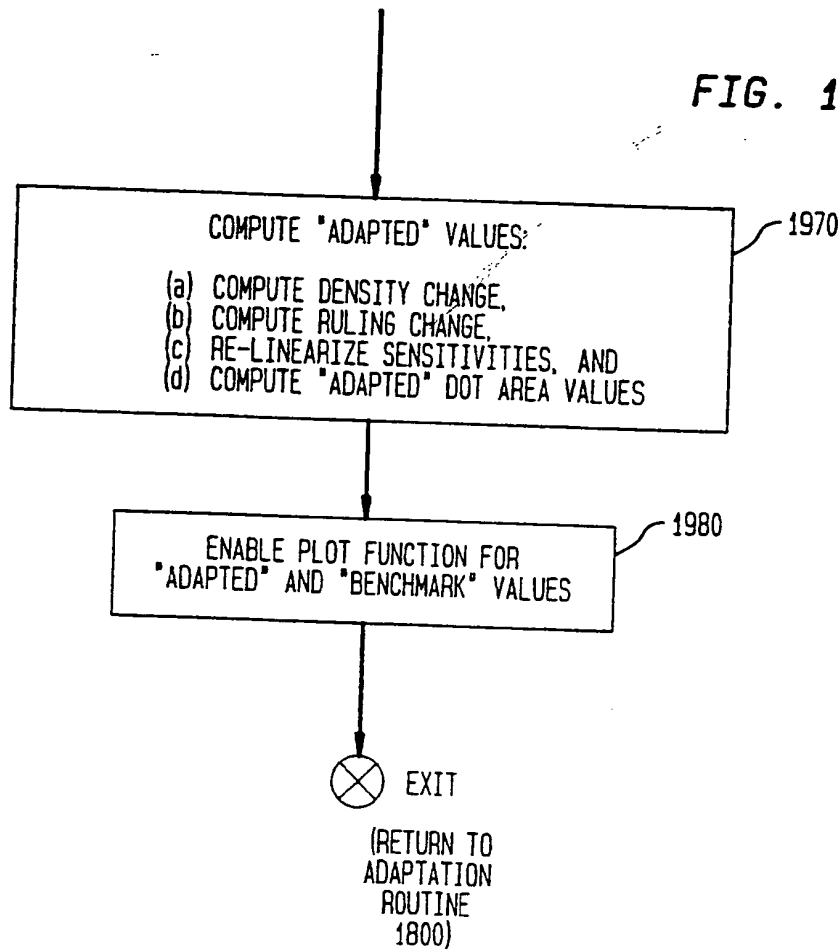 FIG. 1
COMPUTE "ADAPTED" VALUES:
1970
(a) COMPUTE DENSITY CHANGE,
(b) COMPUTE RULING CHANGE,
(c) RE-LINEARIZE SENSITIVITIES, AND
(d) COMPUTE "ADAPTED" DOT AREA VALUES
1980
ENABLE PLOT FUNCTION FOR
"ADAPTED" AND "BENCHMARK" VALUES
EXIT
(RETURN TO
ADAPTATION
ROUTINE
1800)